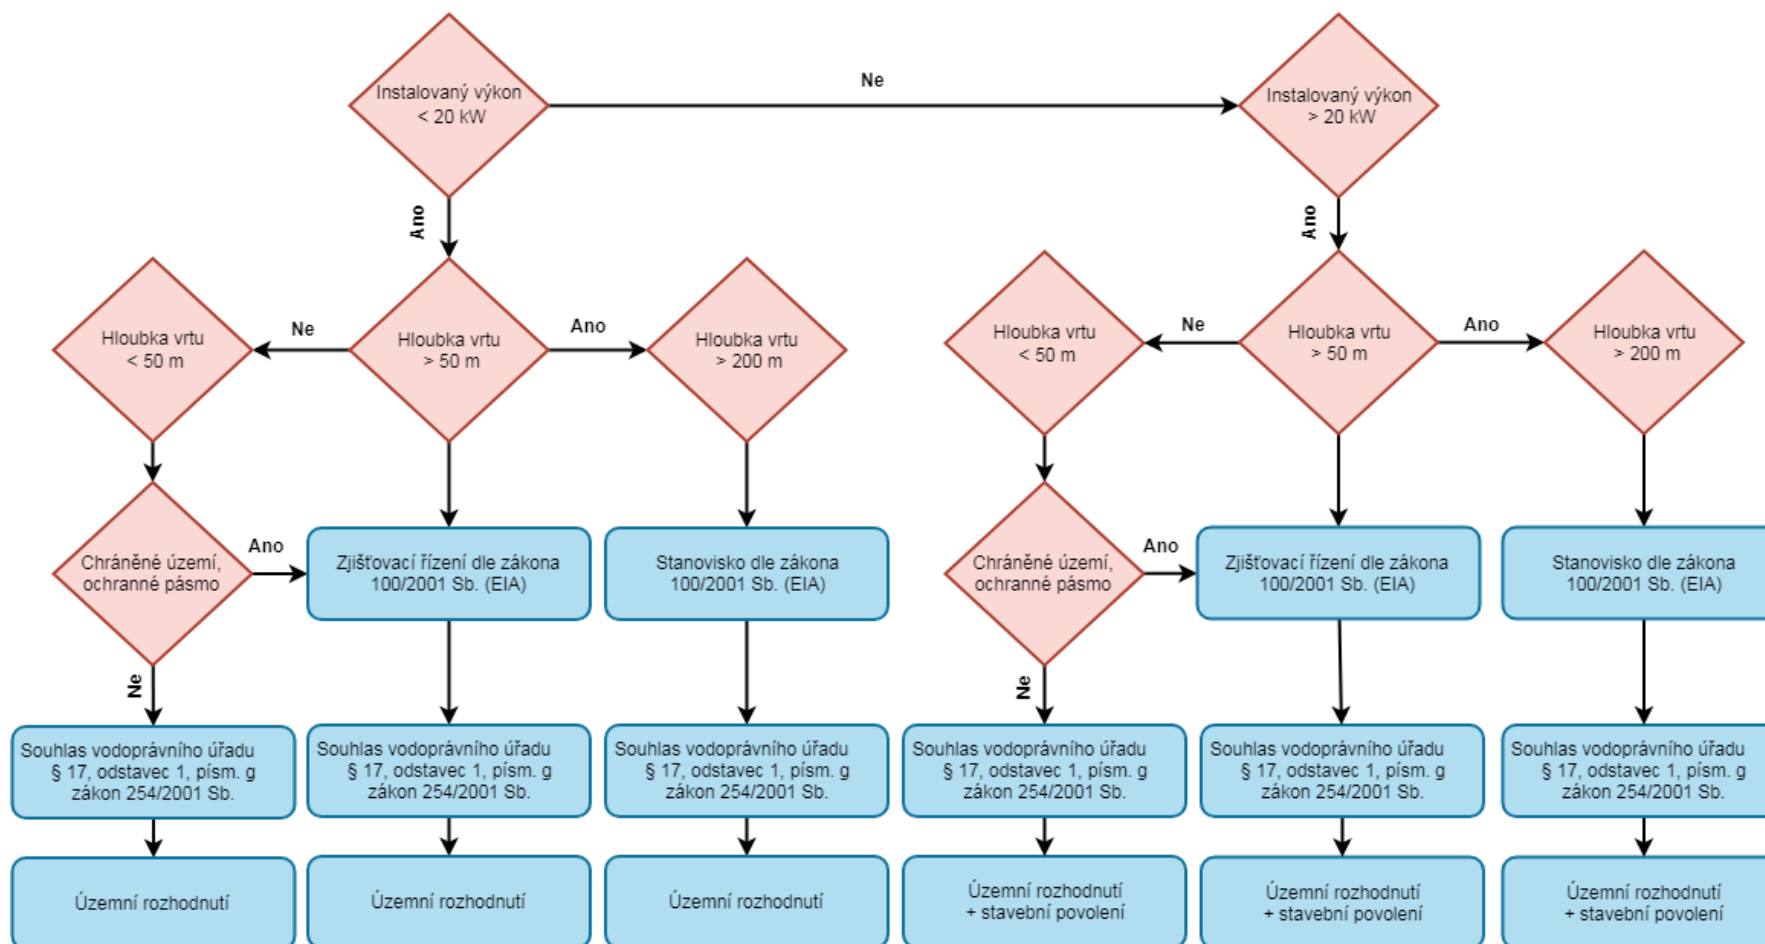 Instalovaný výkon
< 20 kW
Ne
Instalovaný výkon
> 20 kW
Ano
Ano
Hloubka vrtu
< 50 m
Ne
Hloubka vrtu
> 50 m
Ano
Hloubka vrtu
> 200 m
Hloubka vrtu
< 50 m
Ne
Hloubka vrtu
> 50 m
Ano
Hloubka vrtu
> 200 m
Chráněné území,
ochranné pásmo
Ano
Zjišťovací řízení dle zákona
100/2001 Sb. (EIA)
Stanovisko dle zákona
100/2001 Sb. (EIA)
Chráněné území,
ochranné pásmo
Ano
Zjišťovací řízení dle zákona
100/2001 Sb. (EIA)
Stanovisko dle zákona
100/2001 Sb. (EIA)
Ne
Ne
Souhlas vodoprávního úřadu
§ 17, odstavec 1, písm. g
zákon 254/2001 Sb.
Souhlas vodoprávního úřadu
§ 17, odstavec 1, písm. g
zákon 254/2001 Sb.
Souhlas vodoprávního úřadu
§ 17, odstavec 1, písm. g
zákon 254/2001 Sb.
Souhlas vodoprávního úřadu
§ 17, odstavec 1, písm. g
zákon 254/2001 Sb.
Souhlas vodoprávního úřadu
§ 17, odstavec 1, písm. g
zákon 254/2001 Sb.
Souhlas vodoprávního úřadu
§ 17, odstavec 1, písm. g
zákon 254/2001 Sb.
Územní rozhodnutí
Územní rozhodnutí
Územní rozhodnutí
Územní rozhodnutí
+ stavební povolení
Územní rozhodnutí
+ stavební povolení
Územní rozhodnutí
+ stavební povolení